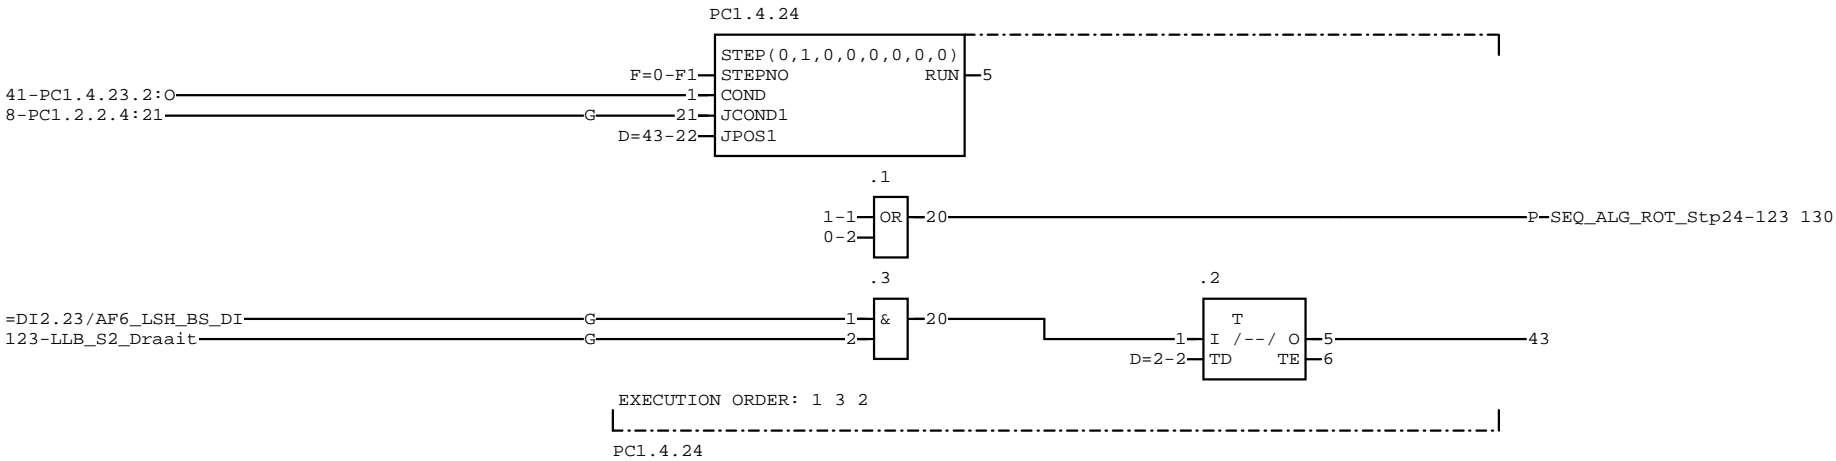 PC1.4.24
STEP(0,1,0,0,0,0,0,0)
F=0-F1 STEPNO RUN 5
41-PC1.4.23.2:O 1 COND
8-PC1.2.2.4:21 G 21 JCOND1
D=43-22 JPOS1
.1
1-1 OR 20 P SEQ_ALG_ROT_Stp24-123 130
0-2
.3 .2
=DI2.23/AF6_LSH_BS_DI G 1 & 20 T
123-LLB_S2_Draait G 2 1 I /--/ O 5 43
D=2-2 TD TE 6
EXECUTION ORDER: 1 3 2
PC1.4.24